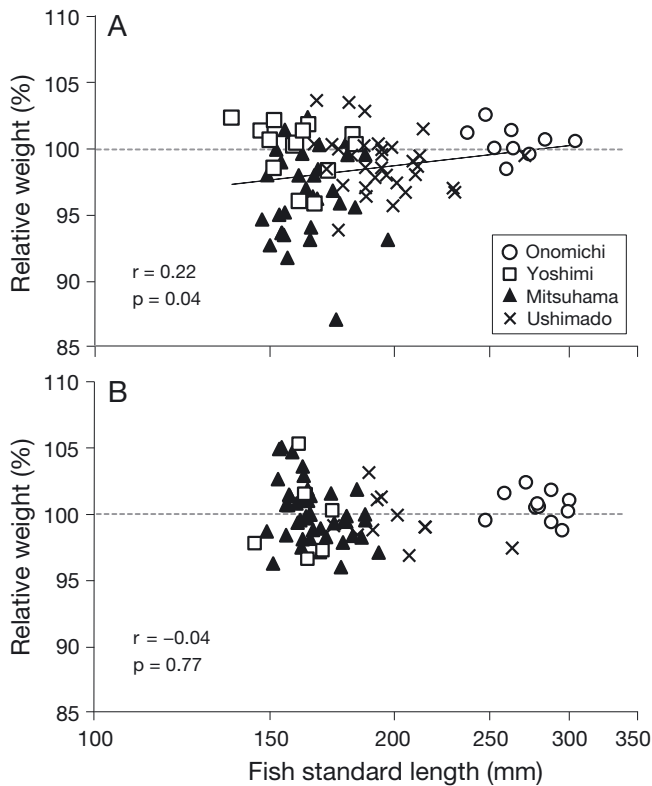 A
110
105
100
95
90
85
Relative weight (%)
r = 0.22
p = 0.04
Onomichi
Yoshimi
Mitsuhama
Ushimado
B
110
105
100
95
90
85
Relative weight (%)
r = −0.04
p = 0.77
100 150 200 250 300 350
Fish standard length (mm)